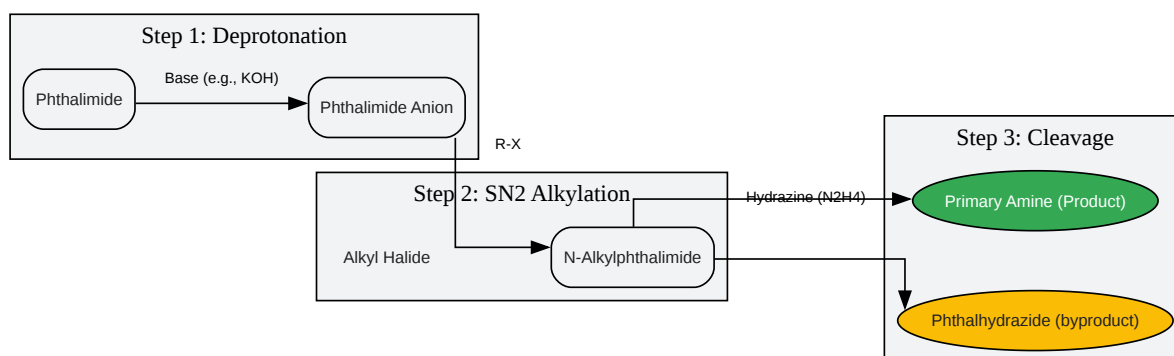 Step 1: Deprotonation
Phthalimide
Base (e.g., KOH)
Phthalimide Anion
R-X
Step 2: SN2 Alkylation
Alkyl Halide
N-Alkylphthalimide
Hydrazine (N2H4)
Step 3: Cleavage
Primary Amine (Product)
Phthalhydrazide (byproduct)